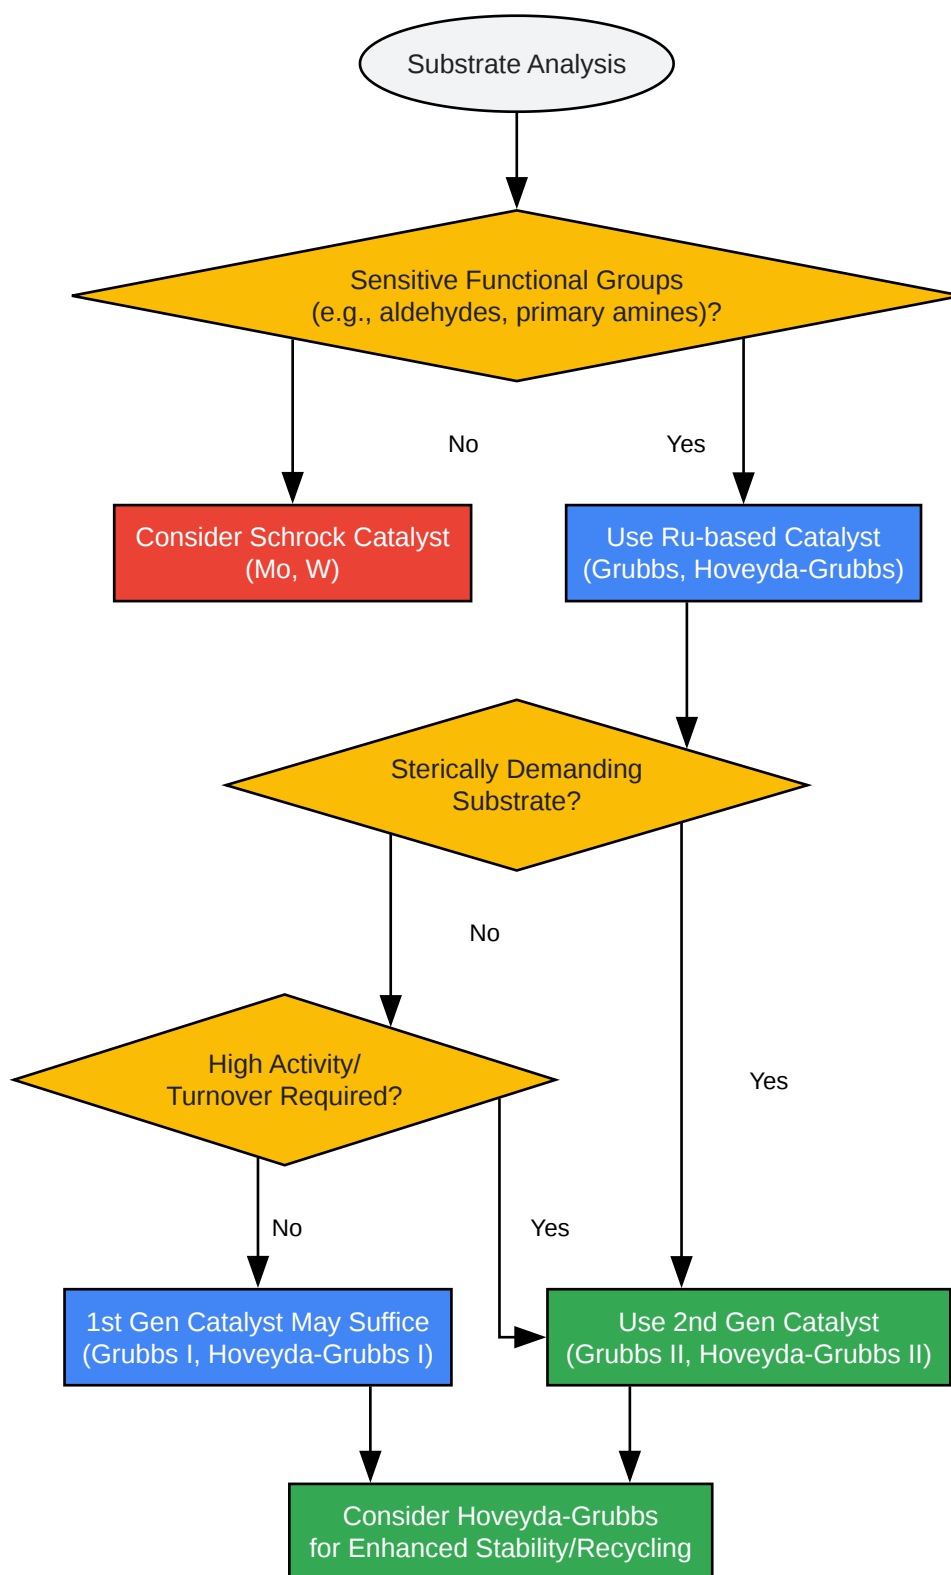 Substrate Analysis
Sensitive Functional Groups
(e.g., aldehydes, primary amines)?
No
Yes
Consider Schrock Catalyst
(Mo, W)
Use Ru-based Catalyst
(Grubbs, Hoveyda-Grubbs)
Sterically Demanding
Substrate?
No
High Activity/
Turnover Required?
Yes
No
Yes
1st Gen Catalyst May Suffice
(Grubbs I, Hoveyda-Grubbs I)
Use 2nd Gen Catalyst
(Grubbs II, Hoveyda-Grubbs II)
Consider Hoveyda-Grubbs
for Enhanced Stability/Recycling